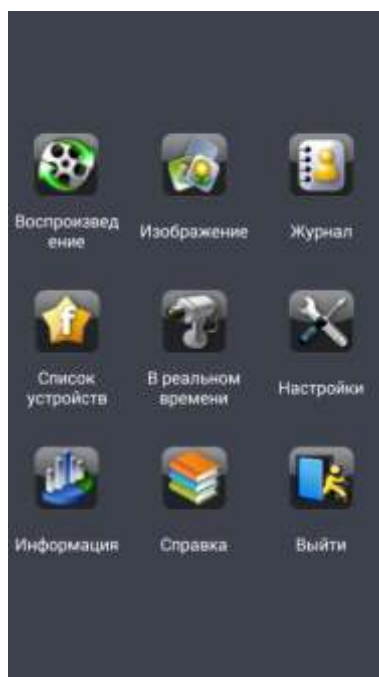 Воспроизвед
ение
Изображение
Журнал
Список
устройств
В реальном
времени
Настройки
Информация
Справка
Выйти